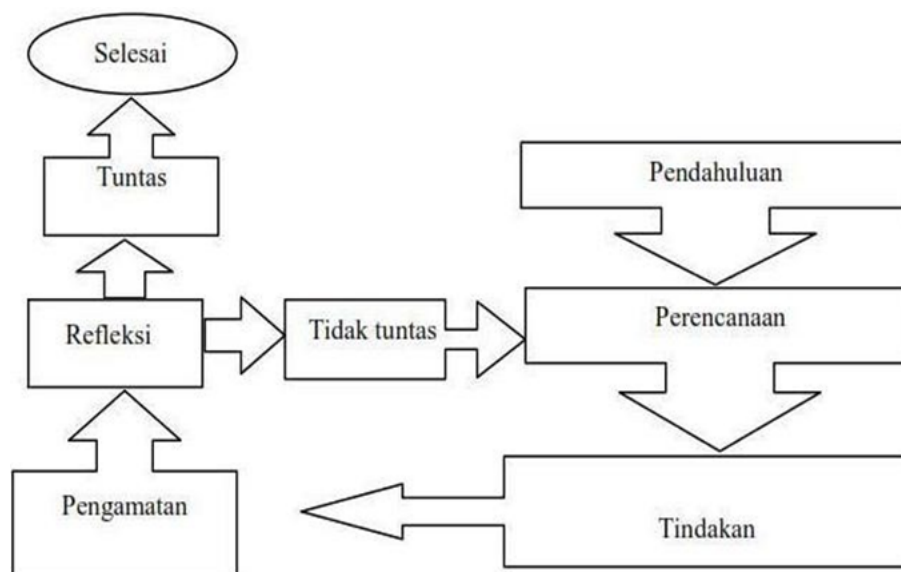 Selesai
Tuntas
Pendahuluan
Refleksi
Tidak tuntas
Perencanaan
Pengamatan
Tindakan